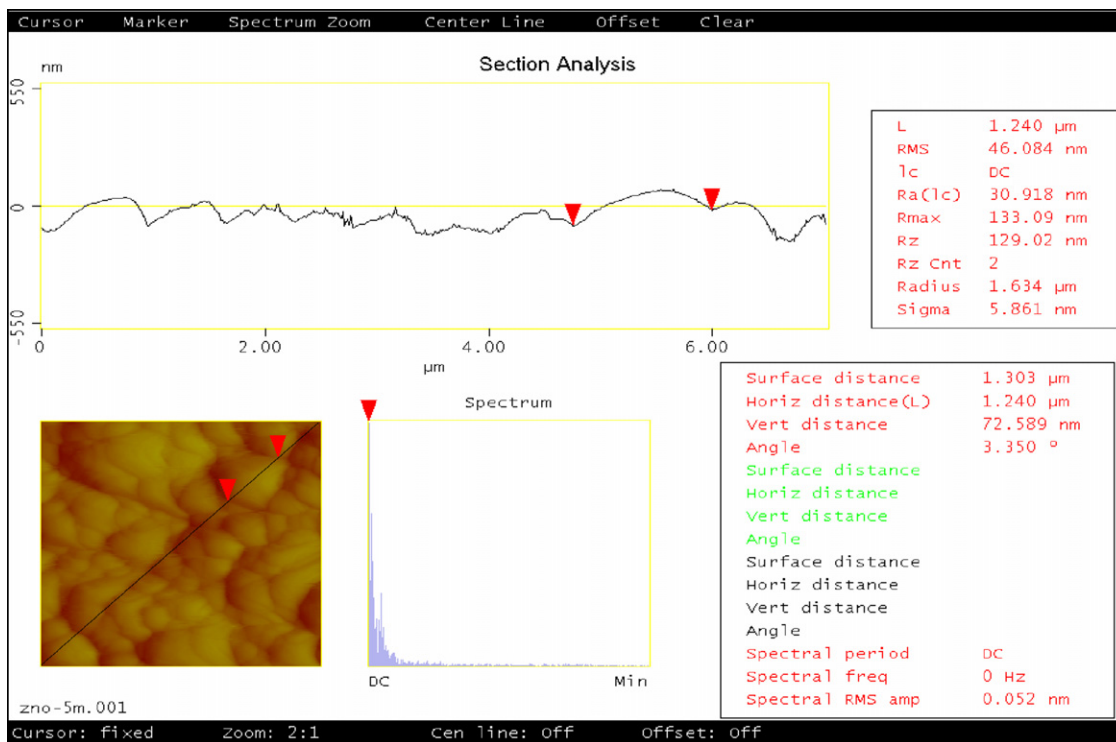 Cursor Marker Spectrum Zoom Center Line Offset Clear
Section Analysis
nm
550
0
-550
0 2.00 4.00 6.00
µm
L 1.240 µm
RMS 46.084 nm
lc DC
Ra(lc) 30.918 nm
Rmax 133.09 nm
Rz 129.02 nm
Rz Cnt 2
Radius 1.634 µm
Sigma 5.861 nm
Surface distance 1.303 µm
Horiz distance(L) 1.240 µm
Vert distance 72.589 nm
Angle 3.350 º
Surface distance
Horiz distance
Vert distance
Angle
Surface distance
Horiz distance
Vert distance
Angle
Spectral period DC
Spectral freq 0 Hz
Spectral RMS amp 0.052 nm
Spectrum
DC Min
zno-5m.001
Cursor: fixed Zoom: 2:1 Cen line: Off Offset: Off